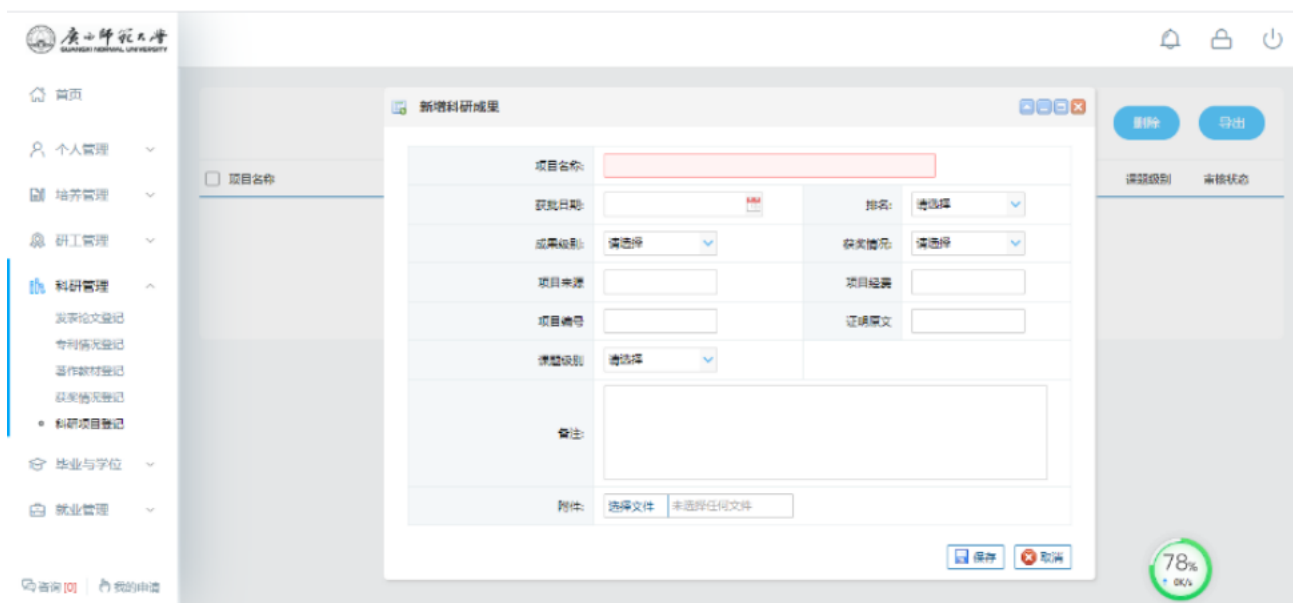 广西师范大学
GUANGXI NORMAL UNIVERSITY
首页
个人管理
培养管理
研工管理
科研管理
发表论文登记
专利情况登记
著作教材登记
获奖情况登记
科研项目登记
毕业与学位
就业管理
咨询[0] 我的申请
删除 导出
项目名称 课题级别 审核状态
新增科研成果
项目名称:
获批日期: 排名: 请选择
成果级别: 请选择 获奖情况: 请选择
项目来源 项目经费
项目编号 证明原文
课题级别 请选择
备注:
附件: 选择文件 未选择任何文件
保存 取消
78%
0K/s